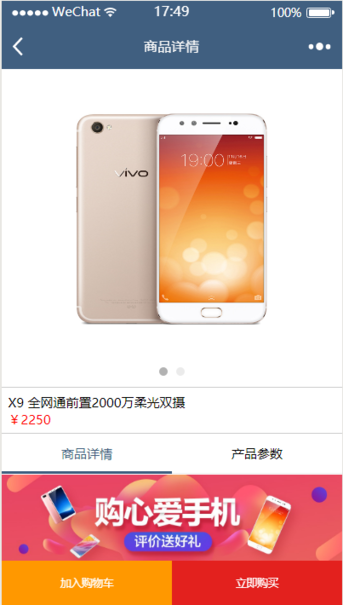 WeChat 17:49 100%
商品详情
vivo
19:00
X9 全网通前置2000万柔光双摄
￥2250
商品详情 产品参数
购心爱手机
评价送好礼
加入购物车 立即购买